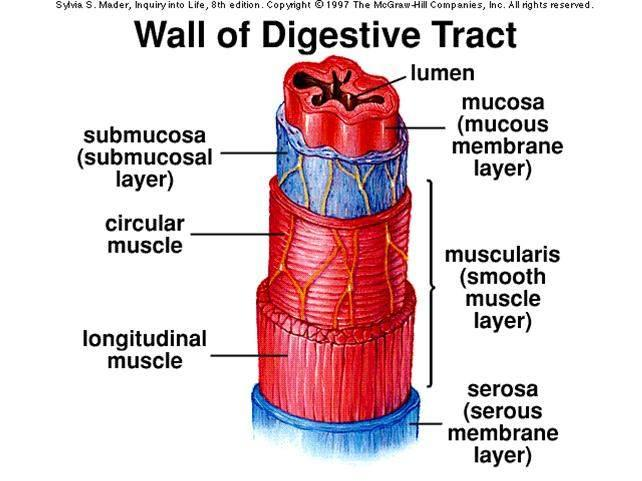 Sylvia S. Mader, Inquiry into Life, 8th edition. Copyright © 1997 The McGraw-Hill Companies, Inc. All rights reserved.
Wall of Digestive Tract
lumen
mucosa
(mucous
membrane
layer)
submucosa
(submucosal
layer)
circular
muscle
muscularis
(smooth
muscle
layer)
longitudinal
muscle
serosa
(serous
membrane
layer)